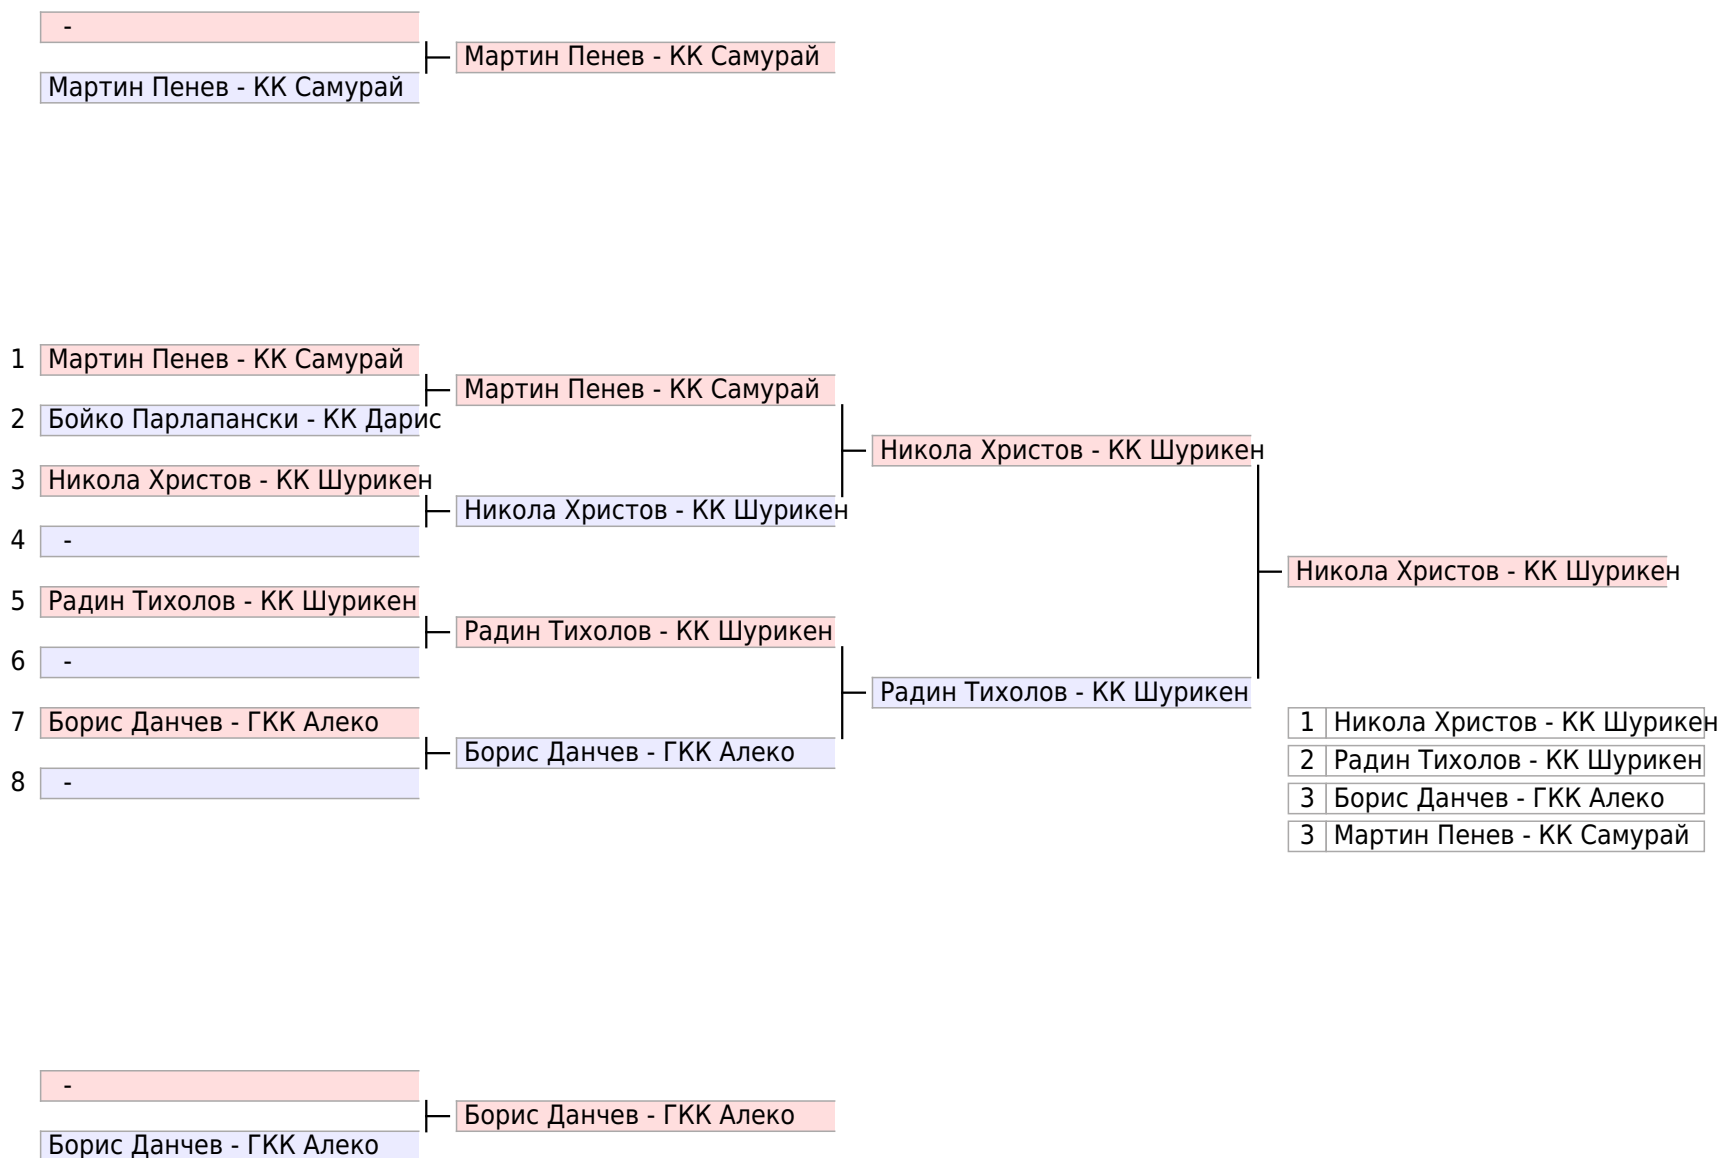 -
Мартин Пенев - КК Самурай
Мартин Пенев - КК Самурай
1 Мартин Пенев - КК Самурай
Мартин Пенев - КК Самурай
2 Бойко Парлапански - КК Дарис
Никола Христов - КК Шурикен
3 Никола Христов - КК Шурикен
Никола Христов - КК Шурикен
4 -
Никола Христов - КК Шурикен
5 Радин Тихолов - КК Шурикен
Радин Тихолов - КК Шурикен
6 -
Радин Тихолов - КК Шурикен
7 Борис Данчев - ГКК Алеко
1 Никола Христов - КК Шурикен
Борис Данчев - ГКК Алеко
2 Радин Тихолов - КК Шурикен
8 -
3 Борис Данчев - ГКК Алеко
3 Мартин Пенев - КК Самурай
-
Борис Данчев - ГКК Алеко
Борис Данчев - ГКК Алеко